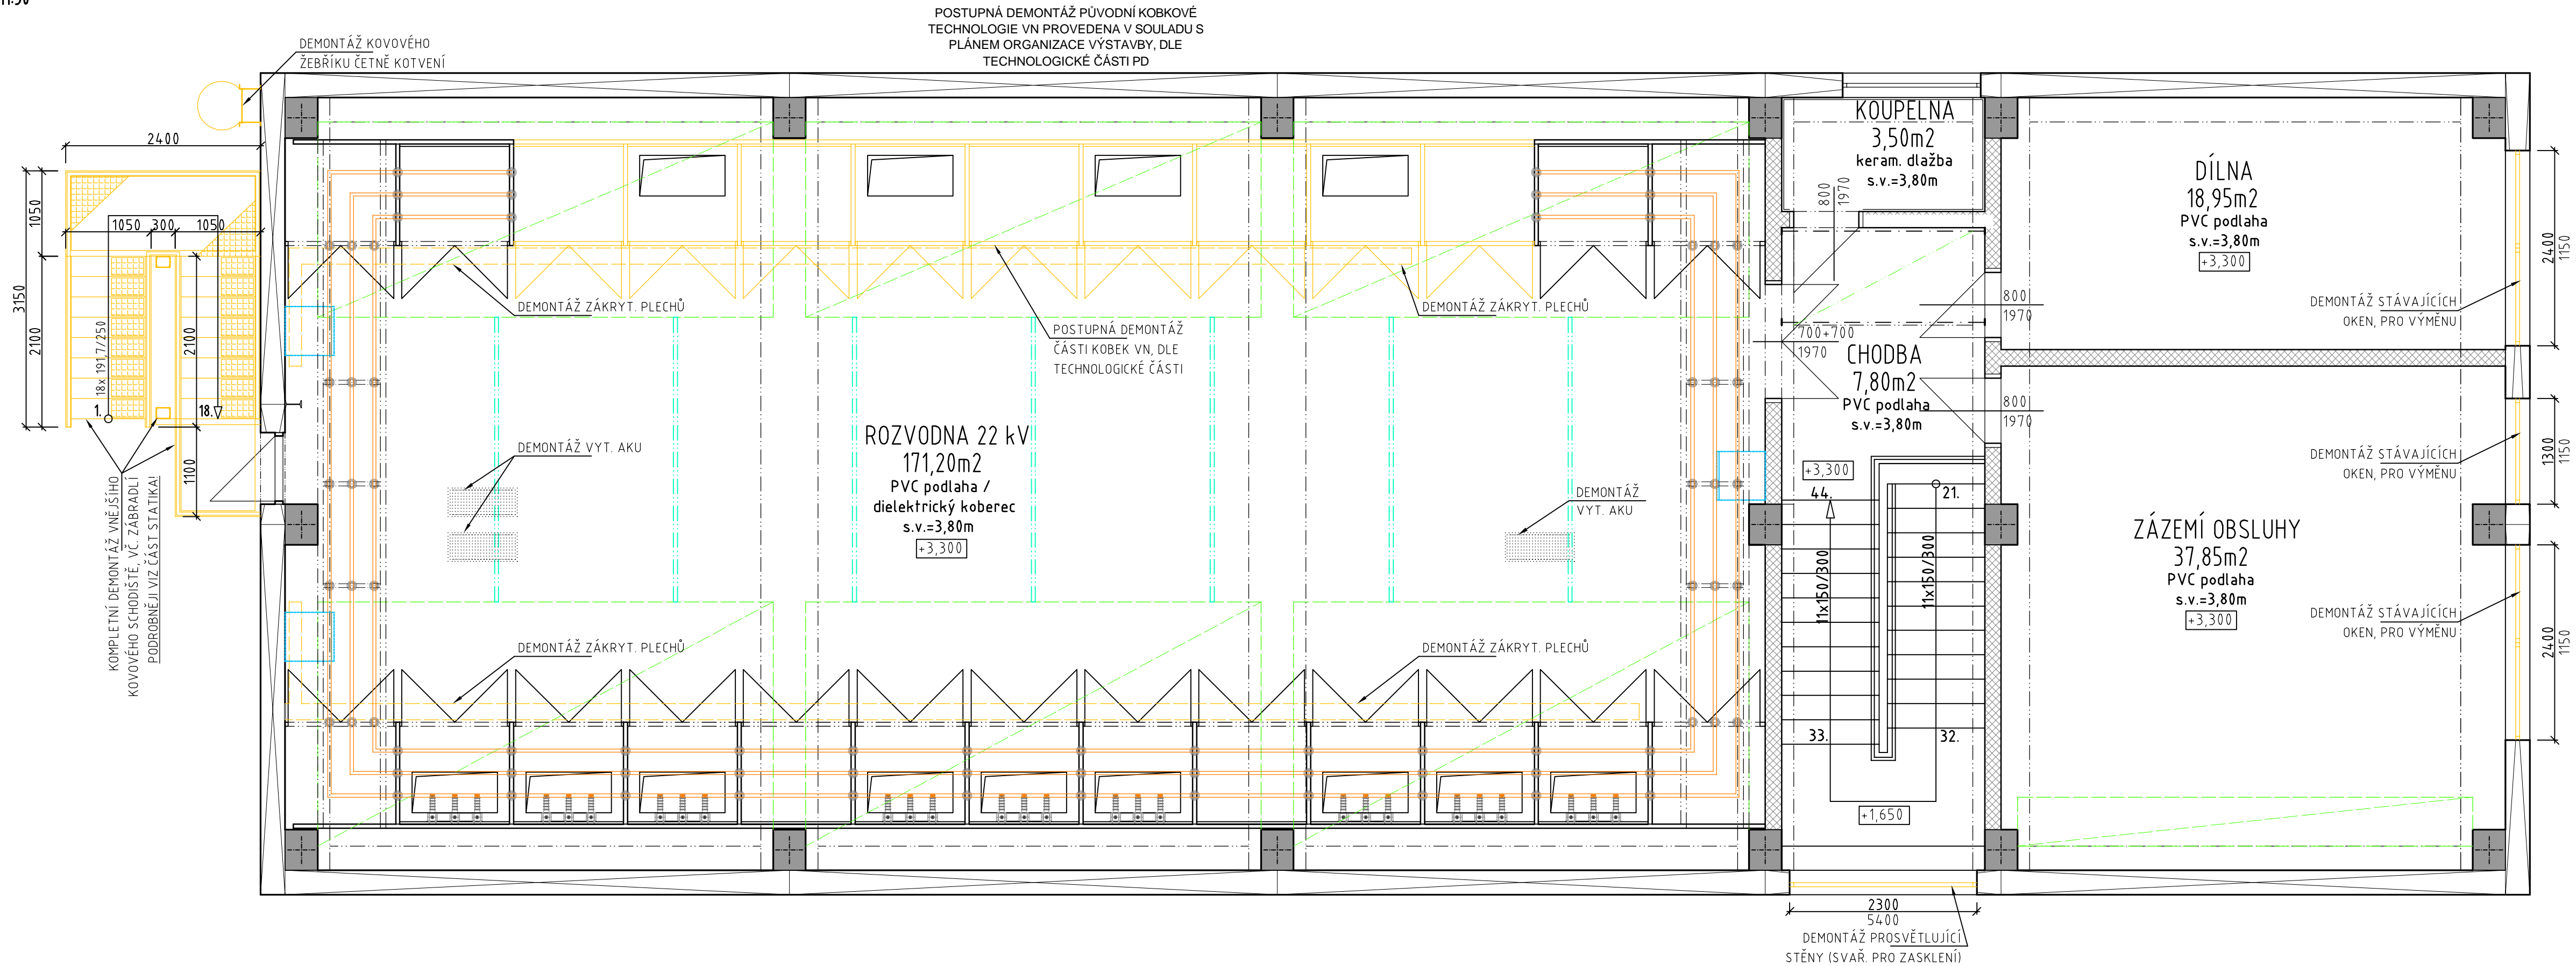 POSTUPNÁ DEMONTÁŽ PŮVODNÍ KOBKOVÉ
TECHNOLOGIE VN PROVEDENA V SOULADU S
PLÁNEM ORGANIZACE VÝSTAVBY, DLE
TECHNOLOGICKÉ ČÁSTI PD
DEMONTÁŽ KOVOVÉHO
ŽEBŘÍKU ČETNĚ KOTVENÍ
2400
3150
1050
2100
1050 300 1050
2100
1100
18x 191,7/250
1.
18.
KOMPLETNÍ DEMONTÁŽ VNĚJŠÍHO
KOVOVÉHO SCHODIŠTĚ, VČ. ZÁBRADLÍ
PODROBNĚJI VIZ ČÁST STATIKA!
DEMONTÁŽ ZÁKRYT. PLECHŮ
POSTUPNÁ DEMONTÁŽ
ČÁSTI KOBEK VN, DLE
TECHNOLOGICKÉ ČÁSTI
DEMONTÁŽ ZÁKRYT. PLECHŮ
DEMONTÁŽ VYT. AKU
ROZVODNA 22 kV
171,20m2
PVC podlaha /
dielektrický koberec
s.v.=3,80m
+3,300
DEMONTÁŽ
VYT. AKU
DEMONTÁŽ ZÁKRYT. PLECHŮ
DEMONTÁŽ ZÁKRYT. PLECHŮ
KOUPELNA
3,50m2
keram. dlažba
s.v.=3,80m
800
1970
700+700
1970
CHODBA
7,80m2
PVC podlaha
s.v.=3,80m
800
1970
800
1970
+3,300
44.
21.
11x150/300
11x150/300
33.
32.
+1,650
2300
5400
DEMONTÁŽ PROSVĚTLUJÍCÍ
STĚNY (SVAŘ. PRO ZASKLENÍ)
DÍLNA
18,95m2
PVC podlaha
s.v.=3,80m
+3,300
DEMONTÁŽ STÁVAJÍCÍCH
OKEN, PRO VÝMĚNU
2400
1150
DEMONTÁŽ STÁVAJÍCÍCH
OKEN, PRO VÝMĚNU
1300
1150
ZÁZEMÍ OBSLUHY
37,85m2
PVC podlaha
s.v.=3,80m
+3,300
DEMONTÁŽ STÁVAJÍCÍCH
OKEN, PRO VÝMĚNU
2400
1150